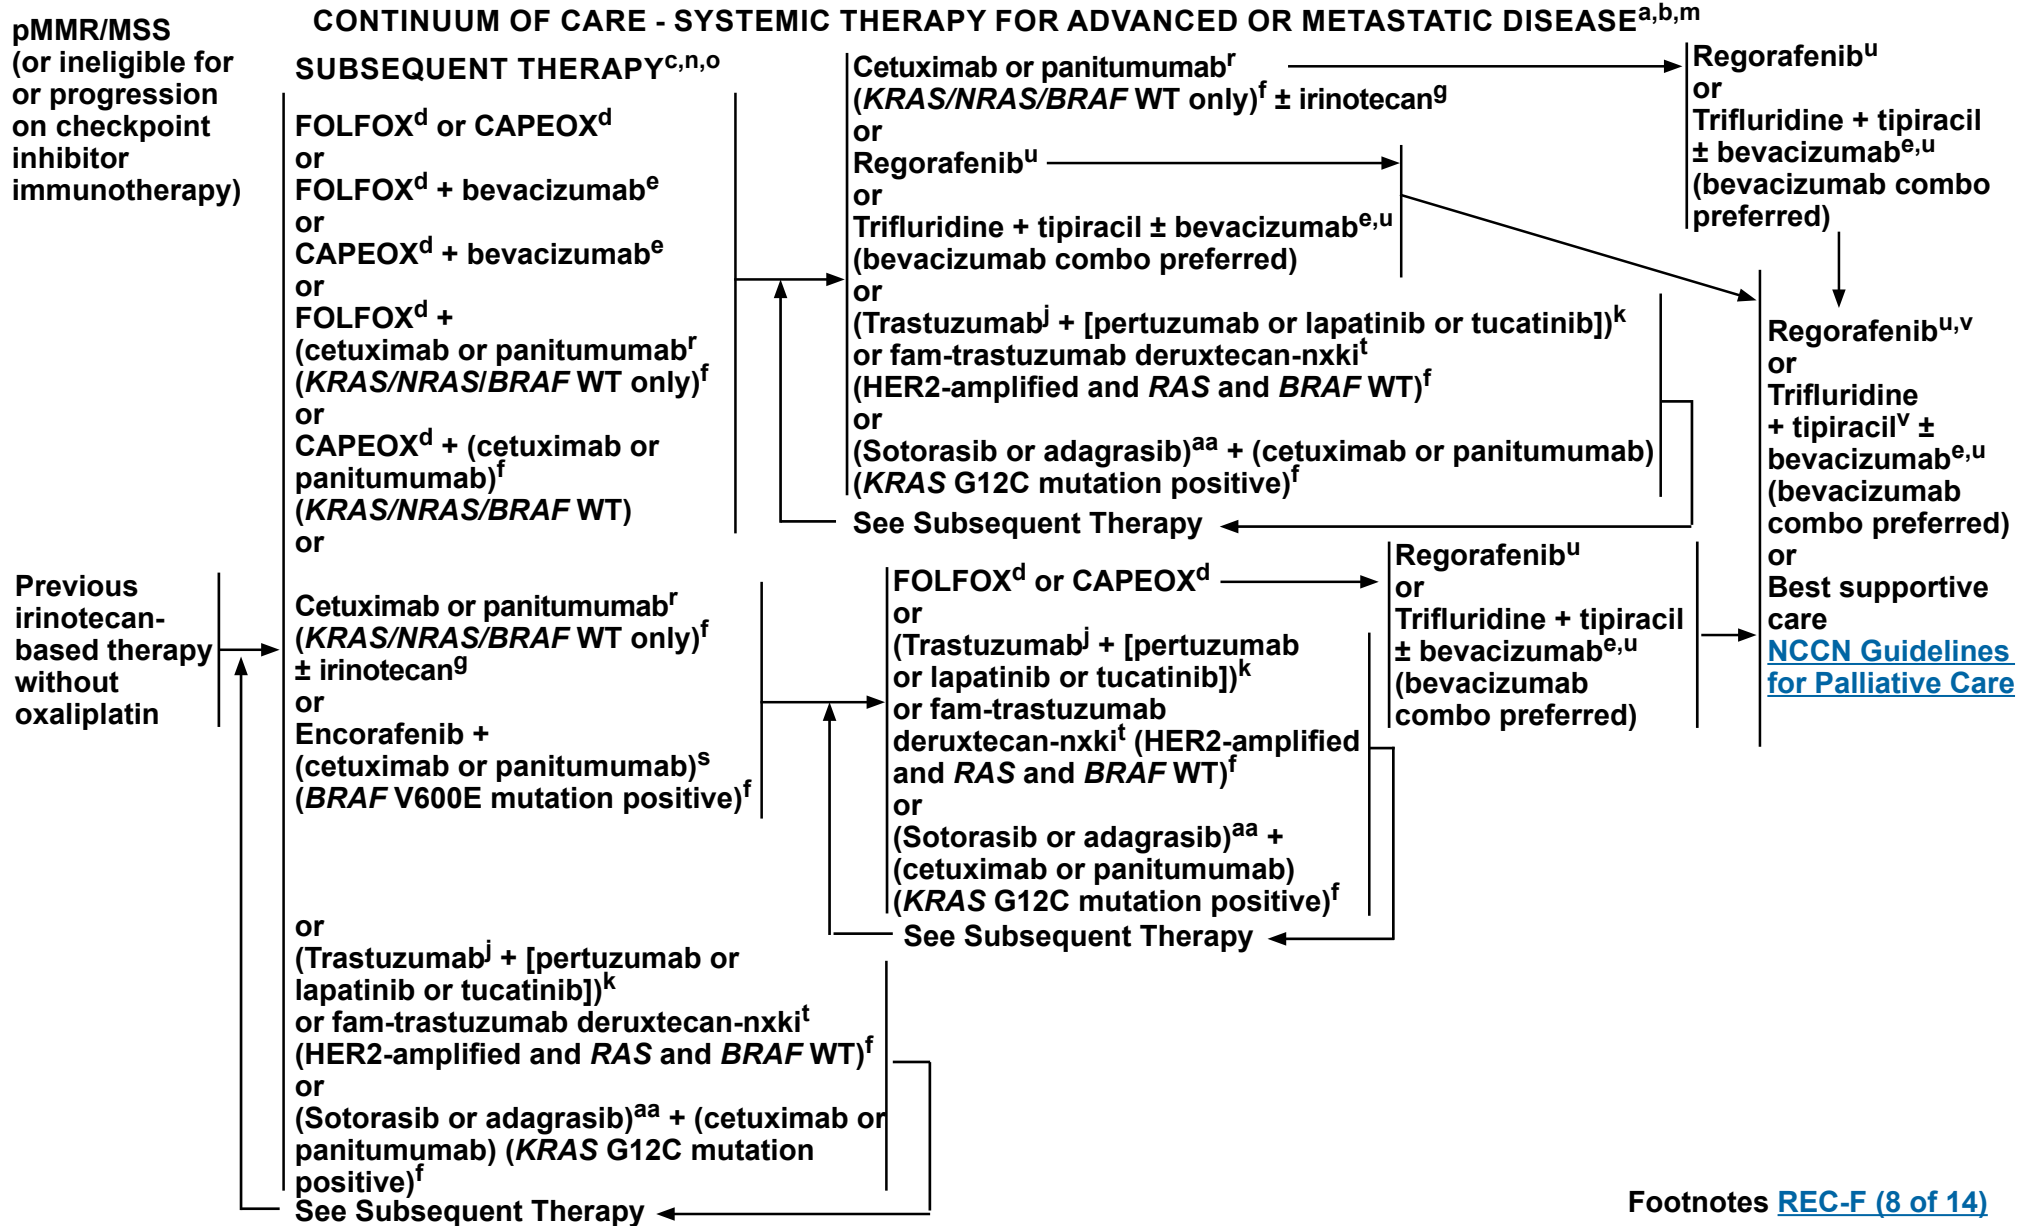 CONTINUUM OF CARE - SYSTEMIC THERAPY FOR ADVANCED OR METASTATIC DISEASEa,b,m
pMMR/MSS
(or ineligible for
or progression
on checkpoint
inhibitor
immunotherapy)
Previous
irinotecan-
based therapy
without
oxaliplatin
SUBSEQUENT THERAPYc,n,o
FOLFOXd or CAPEOXd
or
FOLFOXd + bevacizumabe
or
CAPEOXd + bevacizumabe
or
FOLFOXd +
(cetuximab or panitumumabr
(KRAS/NRAS/BRAF WT only)f
or
CAPEOXd + (cetuximab or
panitumumab)f
(KRAS/NRAS/BRAF WT)
or
Cetuximab or panitumumabr
(KRAS/NRAS/BRAF WT only)f
± irinotecang
or
Encorafenib +
(cetuximab or panitumumab)s
(BRAF V600E mutation positive)f
or
(Trastuzumabj + [pertuzumab or
lapatinib or tucatinib])k
or fam-trastuzumab deruxtecan-nxkit
(HER2-amplified and RAS and BRAF WT)f
or
(Sotorasib or adagrasib)aa + (cetuximab or
panitumumab) (KRAS G12C mutation
positive)f
See Subsequent Therapy
Cetuximab or panitumumabr
(KRAS/NRAS/BRAF WT only)f ± irinotecang
or
Regorafenibu
or
Trifluridine + tipiracil ± bevacizumabe,u
(bevacizumab combo preferred)
or
(Trastuzumabj + [pertuzumab or lapatinib or tucatinib])k
or fam-trastuzumab deruxtecan-nxkit
(HER2-amplified and RAS and BRAF WT)f
or
(Sotorasib or adagrasib)aa + (cetuximab or panitumumab)
(KRAS G12C mutation positive)f
See Subsequent Therapy
FOLFOXd or CAPEOXd
or
(Trastuzumabj + [pertuzumab
or lapatinib or tucatinib])k
or fam-trastuzumab
deruxtecan-nxkit (HER2-amplified
and RAS and BRAF WT)f
or
(Sotorasib or adagrasib)aa +
(cetuximab or panitumumab)
(KRAS G12C mutation positive)f
See Subsequent Therapy
Regorafenibu
or
Trifluridine + tipiracil
± bevacizumabe,u
(bevacizumab combo
preferred)
Regorafenibu
or
Trifluridine + tipiracil
± bevacizumabe,u
(bevacizumab
combo preferred)
Regorafenibu,v
or
Trifluridine
+ tipiracilv ±
bevacizumabe,u
(bevacizumab
combo preferred)
or
Best supportive
care
NCCN Guidelines
for Palliative Care
Footnotes REC-F (8 of 14)